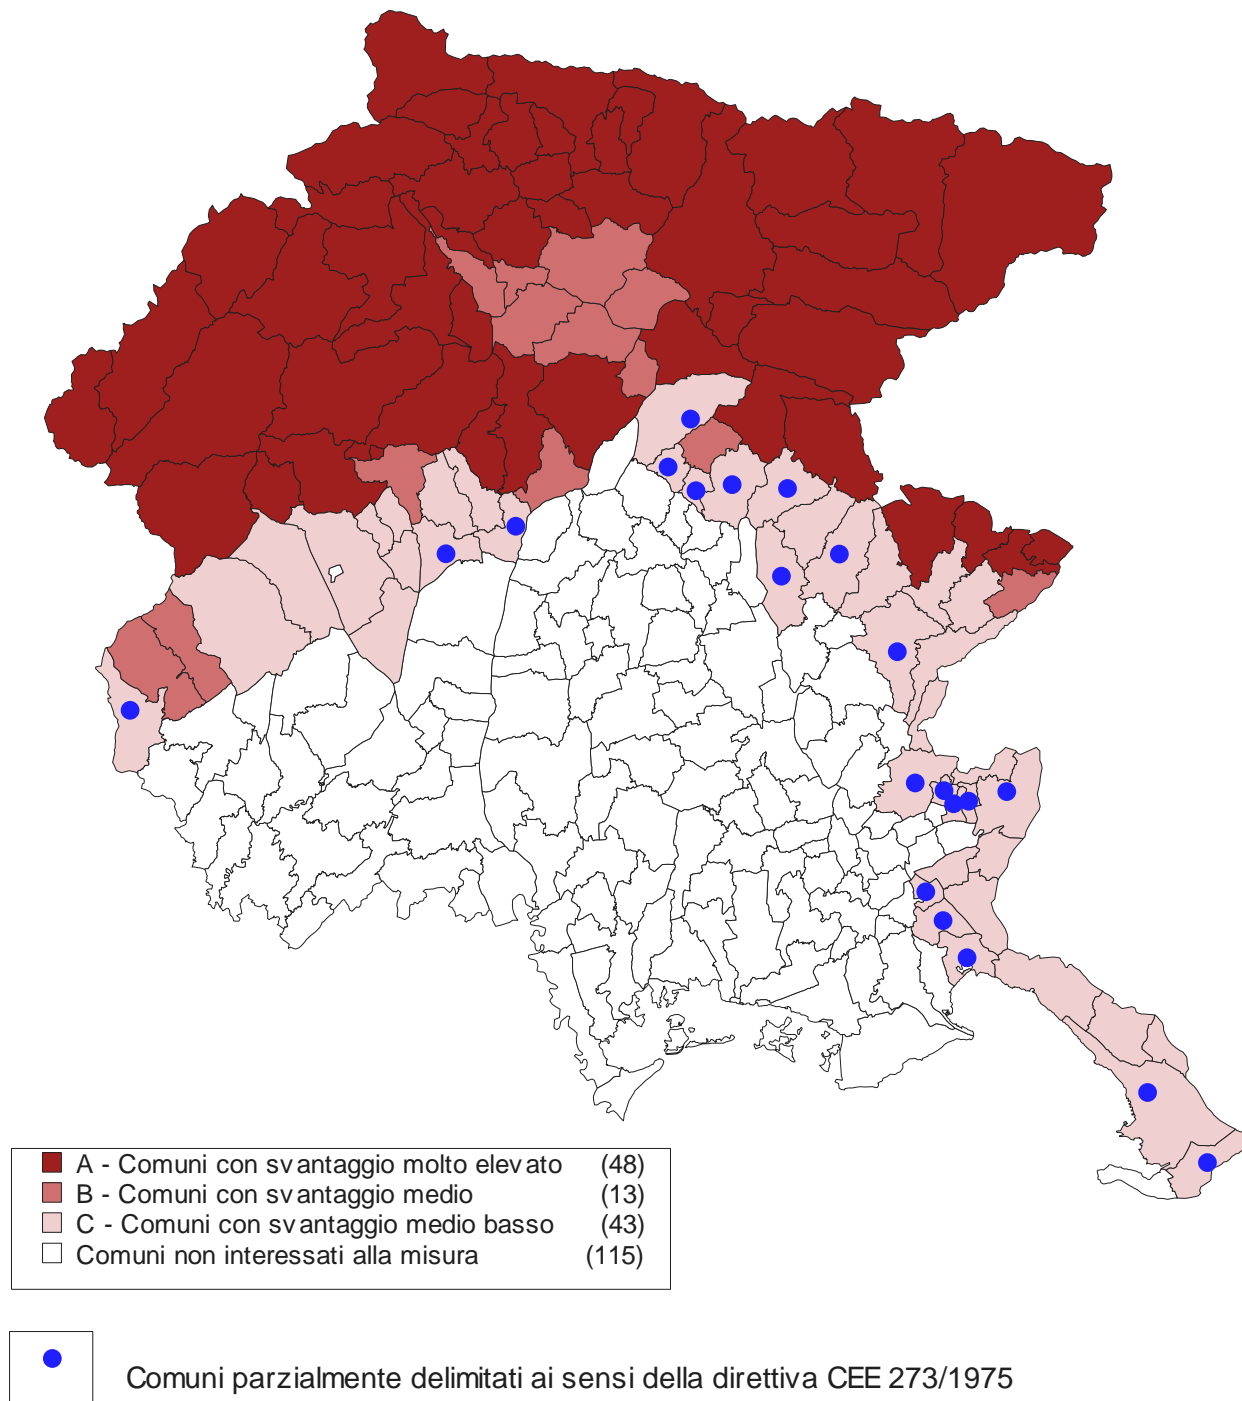 A - Comuni con svantaggio molto elevato (48)
B - Comuni con svantaggio medio (13)
C - Comuni con svantaggio medio basso (43)
Comuni non interessati alla misura (115)
Comuni parzialmente delimitati ai sensi della direttiva CEE 273/1975